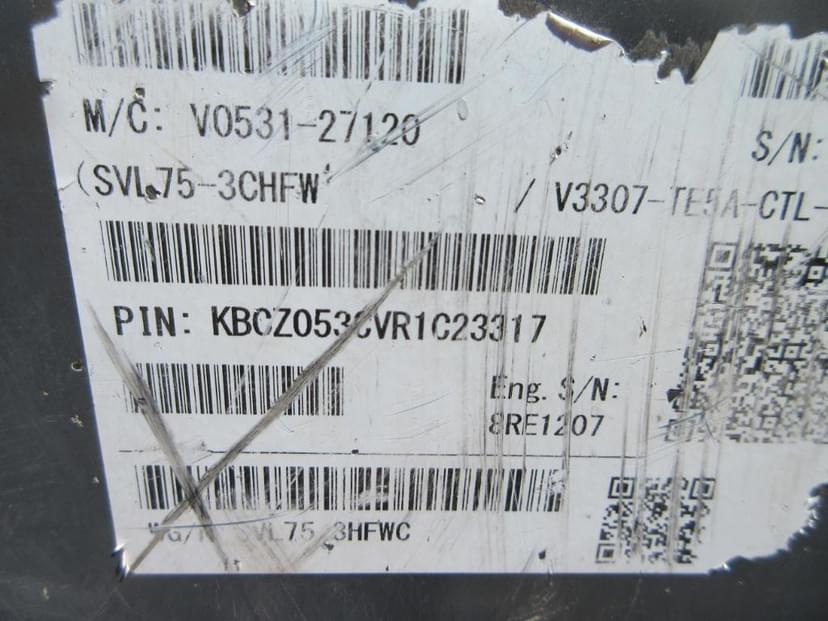 M/C: V0531-27120
S/N:
(SVL75-3CHFW / V3307-TE5A-CTL-
PIN: KBCZ053CVR1C23317
Eng. S/N:
8RE1207
SVL75-3HFWC